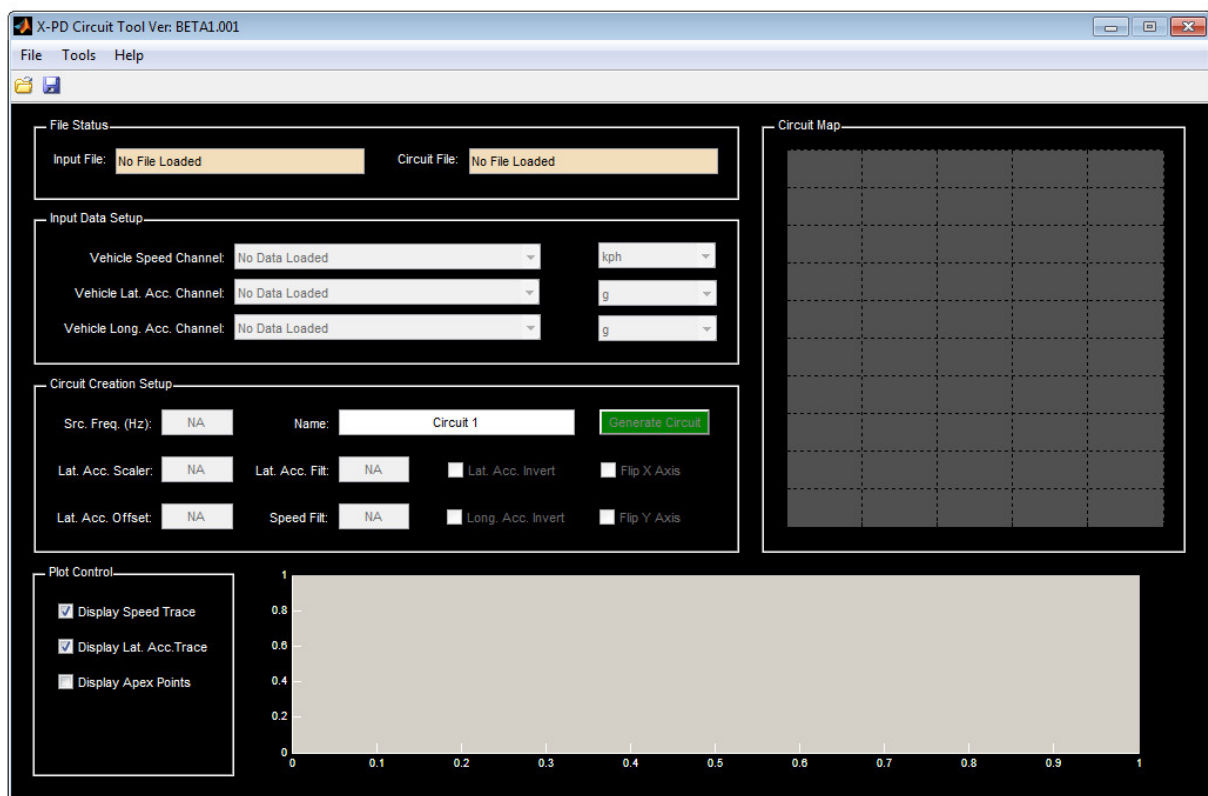 X-PD Circuit Tool Ver: BETA1.001
File Tools Help
File Status
Input File: No File Loaded Circuit File: No File Loaded
Circuit Map
Input Data Setup
Vehicle Speed Channel: No Data Loaded kph
Vehicle Lat. Acc. Channel: No Data Loaded g
Vehicle Long. Acc. Channel: No Data Loaded g
Circuit Creation Setup
Src. Freq. (Hz): NA Name: Circuit 1 Generate Circuit
Lat. Acc. Scaler: NA Lat. Acc. Filt: NA Lat. Acc. Invert Flip X Axis
Lat. Acc. Offset: NA Speed Filt: NA Long. Acc. Invert Flip Y Axis
Plot Control
Display Speed Trace
Display Lat. Acc.Trace
Display Apex Points
1
0.8
0.6
0.4
0.2
0
0 0.1 0.2 0.3 0.4 0.5 0.6 0.7 0.8 0.9 1